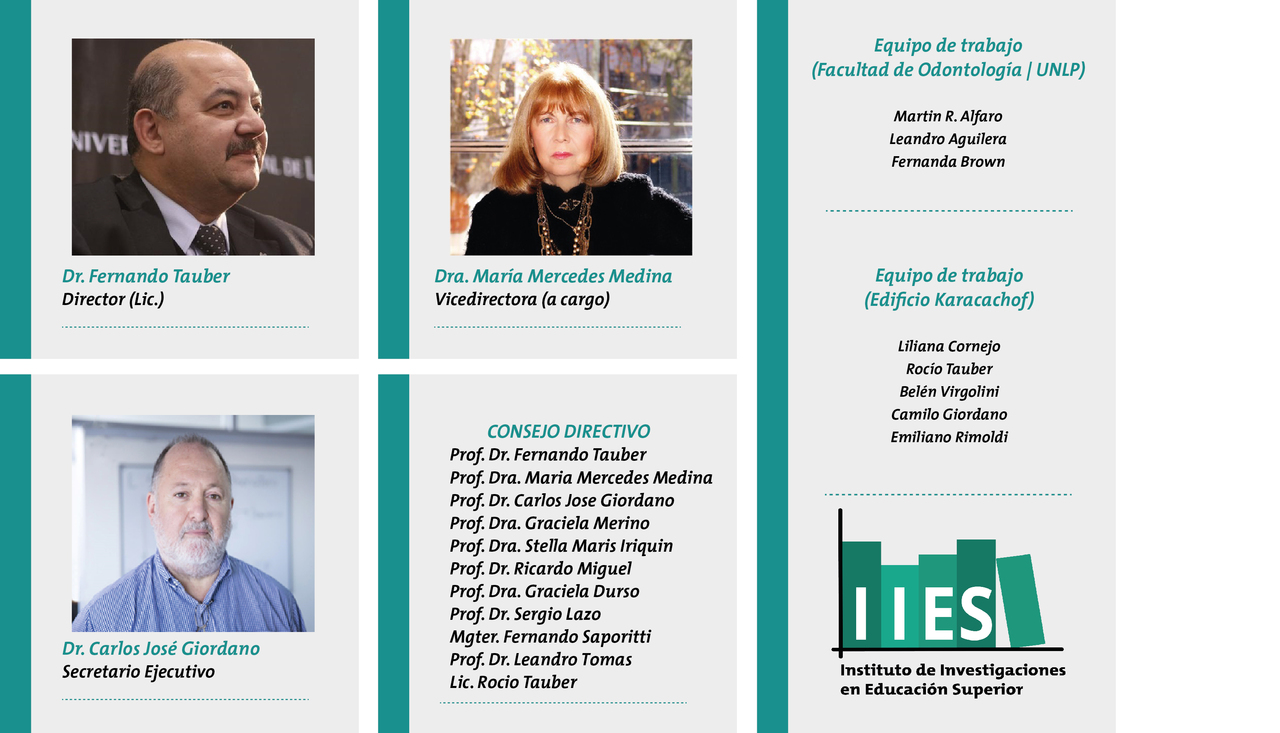 NIVER
AL DE L
Dr. Fernando Tauber
Director (Lic.)
Dra. María Mercedes Medina
Vicedirectora (a cargo)
Dr. Carlos José Giordano
Secretario Ejecutivo
CONSEJO DIRECTIVO
Prof. Dr. Fernando Tauber
Prof. Dra. Maria Mercedes Medina
Prof. Dr. Carlos Jose Giordano
Prof. Dra. Graciela Merino
Prof. Dra. Stella Maris Iriquin
Prof. Dr. Ricardo Miguel
Prof. Dra. Graciela Durso
Prof. Dr. Sergio Lazo
Mgter. Fernando Saporitti
Prof. Dr. Leandro Tomas
Lic. Rocio Tauber
Equipo de trabajo
(Facultad de Odontología | UNLP)
Martin R. Alfaro
Leandro Aguilera
Fernanda Brown
Equipo de trabajo
(Edificio Karacachof)
Liliana Cornejo
Rocío Tauber
Belén Virgolini
Camilo Giordano
Emiliano Rimoldi
IIES
Instituto de Investigaciones
en Educación Superior